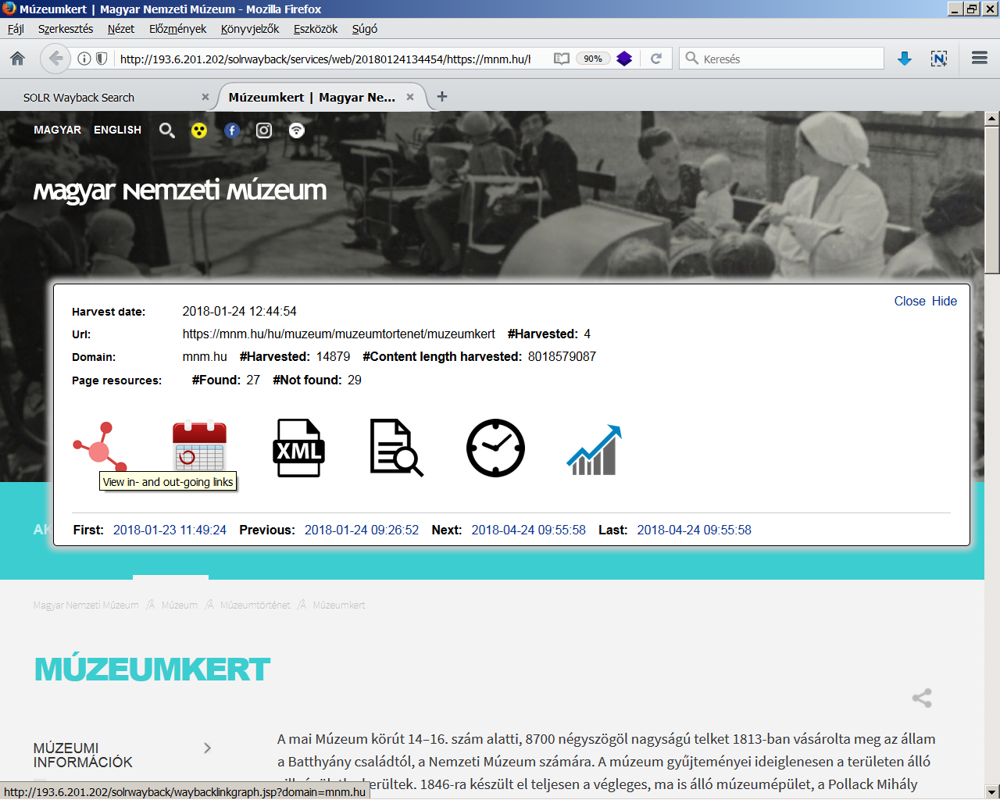 Múzeumkert | Magyar Nemzeti Múzeum - Mozilla Firefox
Fájl Szerkesztés Nézet Előzmények Könyvjelzők Eszközök Súgó
http://193.6.201.202/solrwayback/services/web/20180124134454/https://mnm.hu/h 90% Keresés
SOLR Wayback Search Múzeumkert | Magyar Ne...
MAGYAR ENGLISH
Magyar Nemzeti Múzeum
Close Hide
Harvest date: 2018-01-24 12:44:54
Url: https://mnm.hu/hu/muzeum/muzeumtortenet/muzeumkert #Harvested: 4
Domain: mnm.hu #Harvested: 14879 #Content length harvested: 8018579087
Page resources: #Found: 27 #Not found: 29
XML
View in- and out-going links
AK
First: 2018-01-23 11:49:24 Previous: 2018-01-24 09:26:52 Next: 2018-04-24 09:55:58 Last: 2018-04-24 09:55:58
Magyar Nemzeti Múzeum /Â Múzeum /Â Múzeumtörténet /Â Múzeumkert
MÚZEUMKERT
MÚZEUMI
INFORMÁCIÓK
A mai Múzeum körút 14–16. szám alatti, 8700 négyszögöl nagyságú telket 1813-ban vásárolta meg az állam
a Batthyány családtól, a Nemzeti Múzeum számára. A múzeum gyűjteményei ideiglenesen a területen álló
kerültek. 1846-ra készült el teljesen a végleges, ma is álló múzeumépület, a Pollack Mihály
http://193.6.201.202/solrwayback/waybacklinkgraph.jsp?domain=mnm.hu